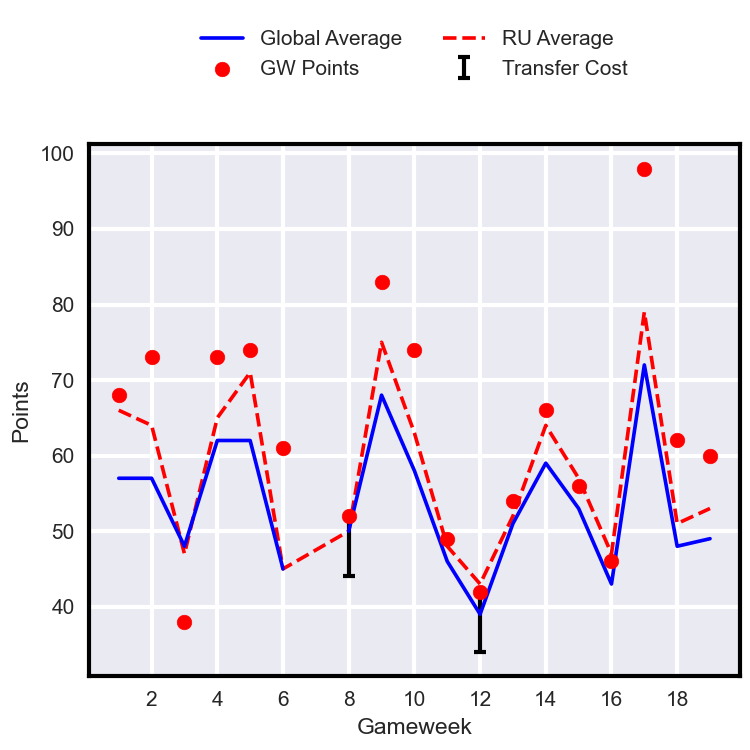 Global Average
RU Average
GW Points
Transfer Cost
100
90
80
70
60
50
40
Points
2 4 6 8 10 12 14 16 18
Gameweek